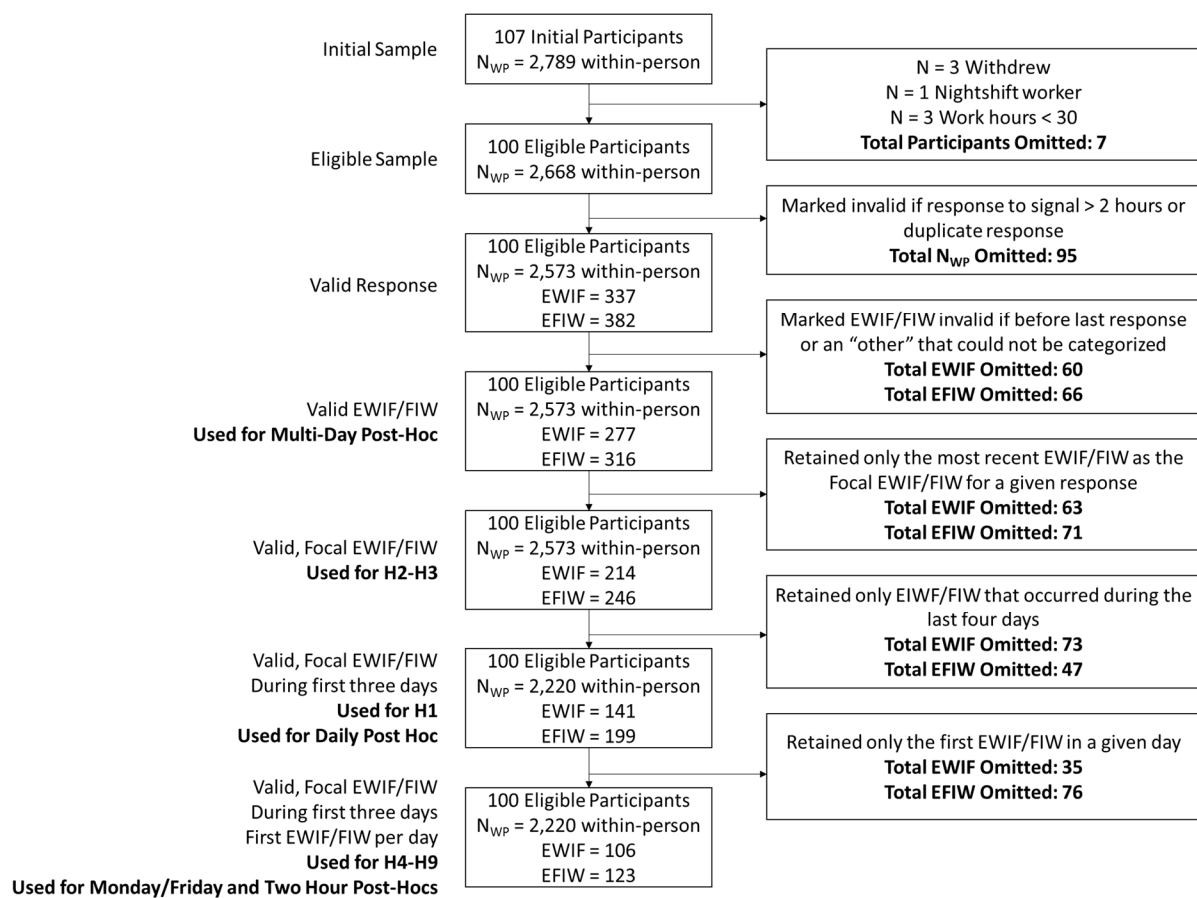 Initial Sample
107 Initial Participants
N_WP = 2,789 within-person
N = 3 Withdrew
N = 1 Nightshift worker
N = 3 Work hours < 30
Total Participants Omitted: 7
Eligible Sample
100 Eligible Participants
N_WP = 2,668 within-person
Marked invalid if response to signal > 2 hours or
duplicate response
Total N_WP Omitted: 95
Valid Response
100 Eligible Participants
N_WP = 2,573 within-person
EWIF = 337
EFIW = 382
Marked EWIF/FIW invalid if before last response
or an “other” that could not be categorized
Total EWIF Omitted: 60
Total EFIW Omitted: 66
Valid EWIF/FIW
Used for Multi-Day Post-Hoc
100 Eligible Participants
N_WP = 2,573 within-person
EWIF = 277
EFIW = 316
Retained only the most recent EWIF/FIW as the
Focal EWIF/FIW for a given response
Total EWIF Omitted: 63
Total EFIW Omitted: 71
Valid, Focal EWIF/FIW
Used for H2-H3
100 Eligible Participants
N_WP = 2,573 within-person
EWIF = 214
EFIW = 246
Retained only EIWF/FIW that occurred during the
last four days
Total EWIF Omitted: 73
Total EFIW Omitted: 47
Valid, Focal EWIF/FIW
During first three days
Used for H1
Used for Daily Post Hoc
100 Eligible Participants
N_WP = 2,220 within-person
EWIF = 141
EFIW = 199
Retained only the first EWIF/FIW in a given day
Total EWIF Omitted: 35
Total EFIW Omitted: 76
Valid, Focal EWIF/FIW
During first three days
First EWIF/FIW per day
Used for H4-H9
Used for Monday/Friday and Two Hour Post-Hocs
100 Eligible Participants
N_WP = 2,220 within-person
EWIF = 106
EFIW = 123